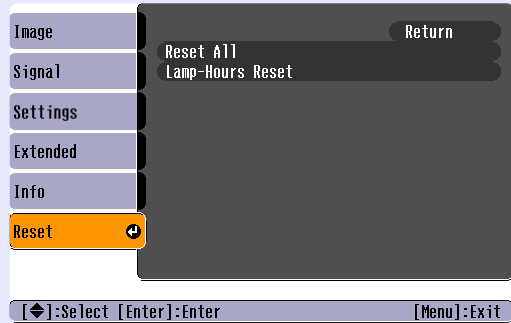 Image
Signal
Settings
Extended
Info
Reset
Return
Reset All
Lamp-Hours Reset
[◆]:Select [Enter]:Enter [Menu]:Exit